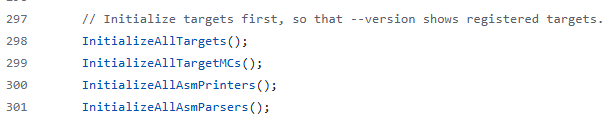 297 // Initialize targets first, so that --version shows registered targets.
298 InitializeAllTargets();
299 InitializeAllTargetMCs();
300 InitializeAllAsmPrinters();
301 InitializeAllAsmParsers();